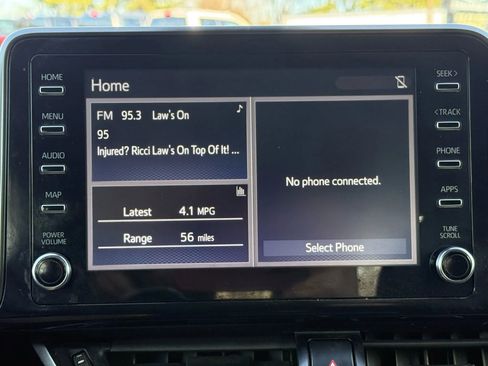 HOME
MENU
AUDIO
MAP
POWER
VOLUME
Home
FM 95.3 Law's On
95
Injured? Ricci Law's On Top Of It! ...
Latest 4.1 MPG
Range 56 miles
No phone connected.
Select Phone
SEEK >
< TRACK
PHONE
APPS
TUNE
SCROLL